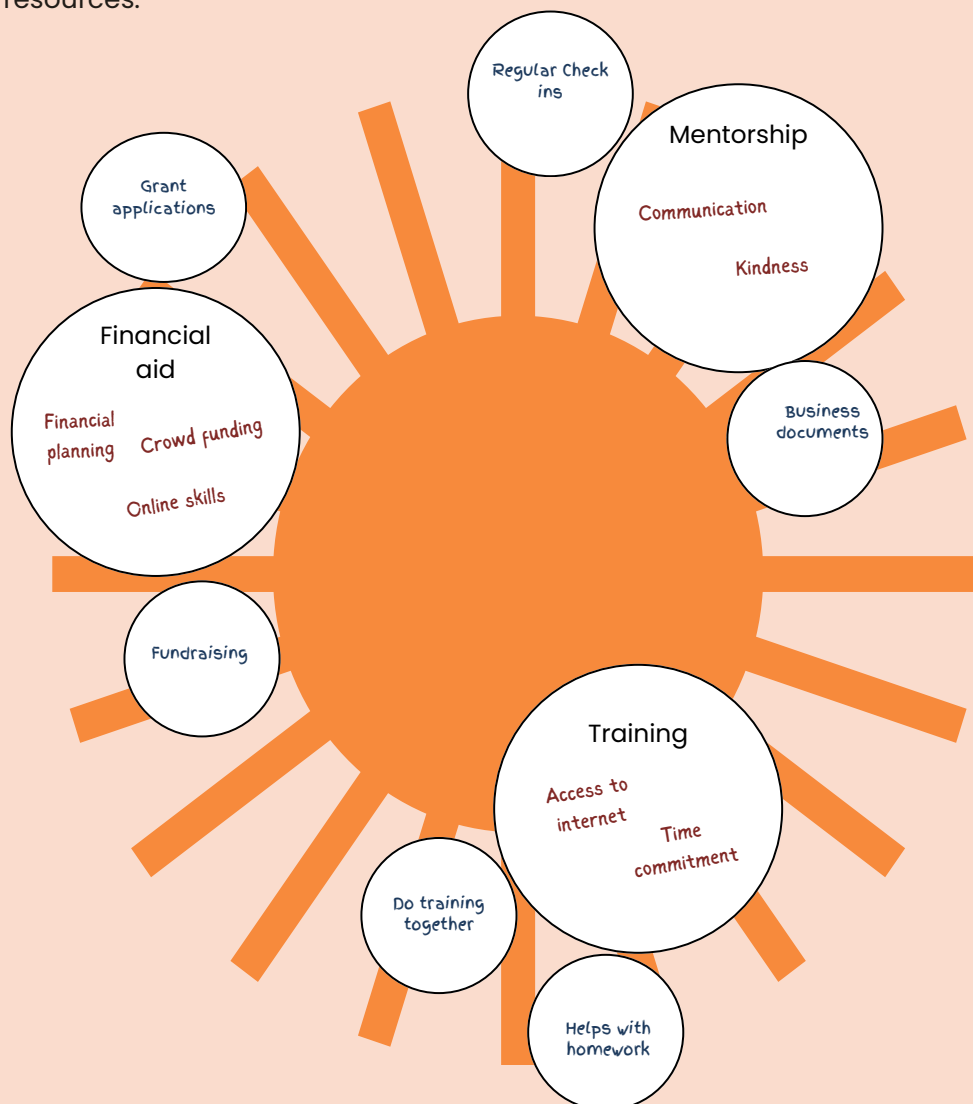 resources.
Regular Check
ins
Mentorship
Communication
Kindness
Grant
applications
Financial
aid
Financial
planning
Crowd funding
Online skills
Business
documents
Fundraising
Training
Access to
internet
Time
commitment
Do training
together
Helps with
homework